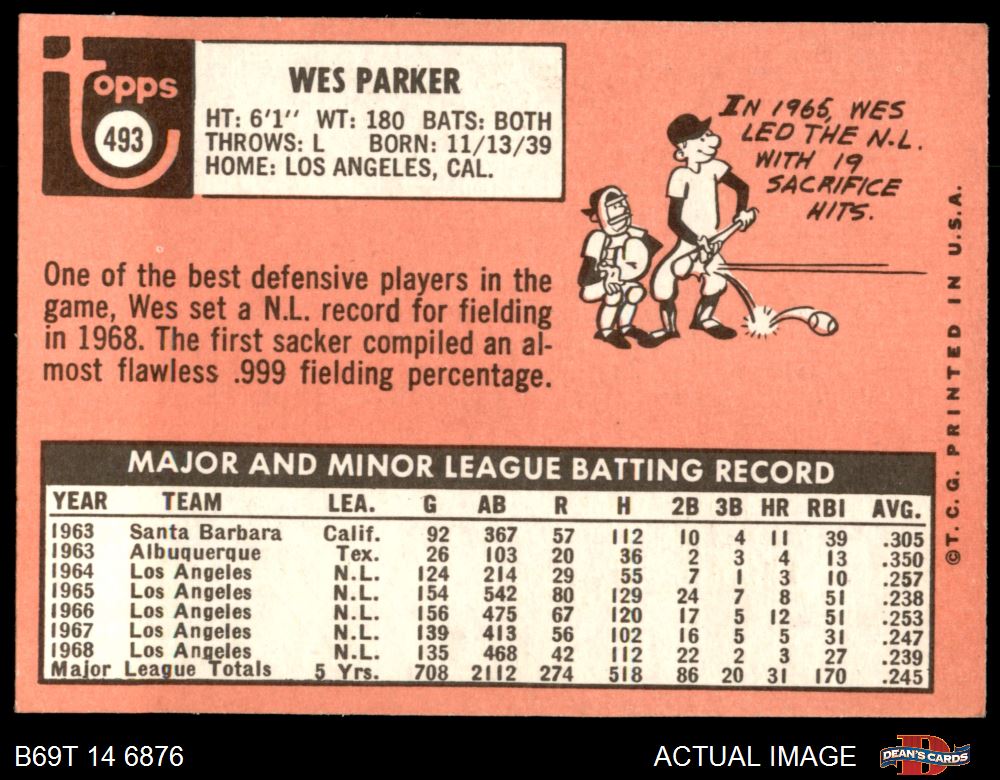 Topps
493
WES PARKER
HT: 6'1" WT: 180 BATS: BOTH
THROWS: L BORN: 11/13/39
HOME: LOS ANGELES, CAL.
IN 1965, WES
LED THE N.L.
WITH 19
SACRIFICE
HITS.
One of the best defensive players in the
game, Wes set a N.L. record for fielding
in 1968. The first sacker compiled an al-
most flawless .999 fielding percentage.
©T.C.G. PRINTED IN U.S.A.
MAJOR AND MINOR LEAGUE BATTING RECORD
YEAR TEAM LEA. G AB R H 2B 3B HR RBI AVG.
1963 Santa Barbara Calif. 92 367 57 112 10 4 11 39 .305
1963 Albuquerque Tex. 26 103 20 36 2 3 4 13 .350
1964 Los Angeles N.L. 124 214 29 55 7 1 3 10 .257
1965 Los Angeles N.L. 154 542 80 129 24 7 8 51 .238
1966 Los Angeles N.L. 156 475 67 120 17 5 12 51 .253
1967 Los Angeles N.L. 139 413 56 102 16 5 5 31 .247
1968 Los Angeles N.L. 135 468 42 112 22 2 3 27 .239
Major League Totals 5 Yrs. 708 2112 274 518 86 20 31 170 .245
B69T 14 6876
ACTUAL IMAGE
DEAN'S CARDS